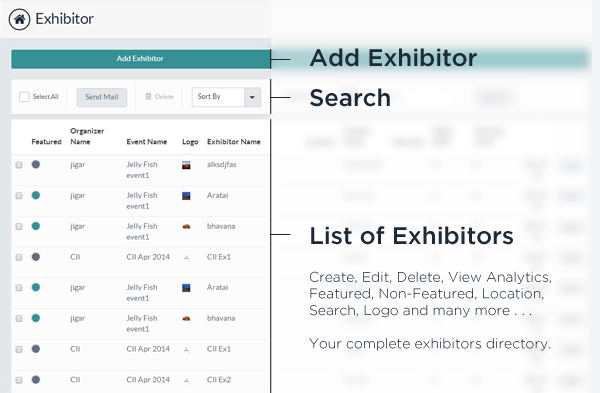 Exhibitor
Add Exhibitor
Add Exhibitor
Select All Send Mail Delete Sort By
Search
Featured Organizer Name Event Name Logo Exhibitor Name
jigar Jelly Fish event1 alksdjfas
jigar Jelly Fish event1 Aratai
jigar Jelly Fish event1 bhavana
CII CII Apr 2014 CII Ex1
jigar Jelly Fish event1 Aratai
jigar Jelly Fish event1 bhavana
CII CII Apr 2014 CII Ex1
CII CII Apr 2014 CII Ex2
List of Exhibitors
Create, Edit, Delete, View Analytics,
Featured, Non-Featured, Location,
Search, Logo and many more . . .
Your complete exhibitors directory.